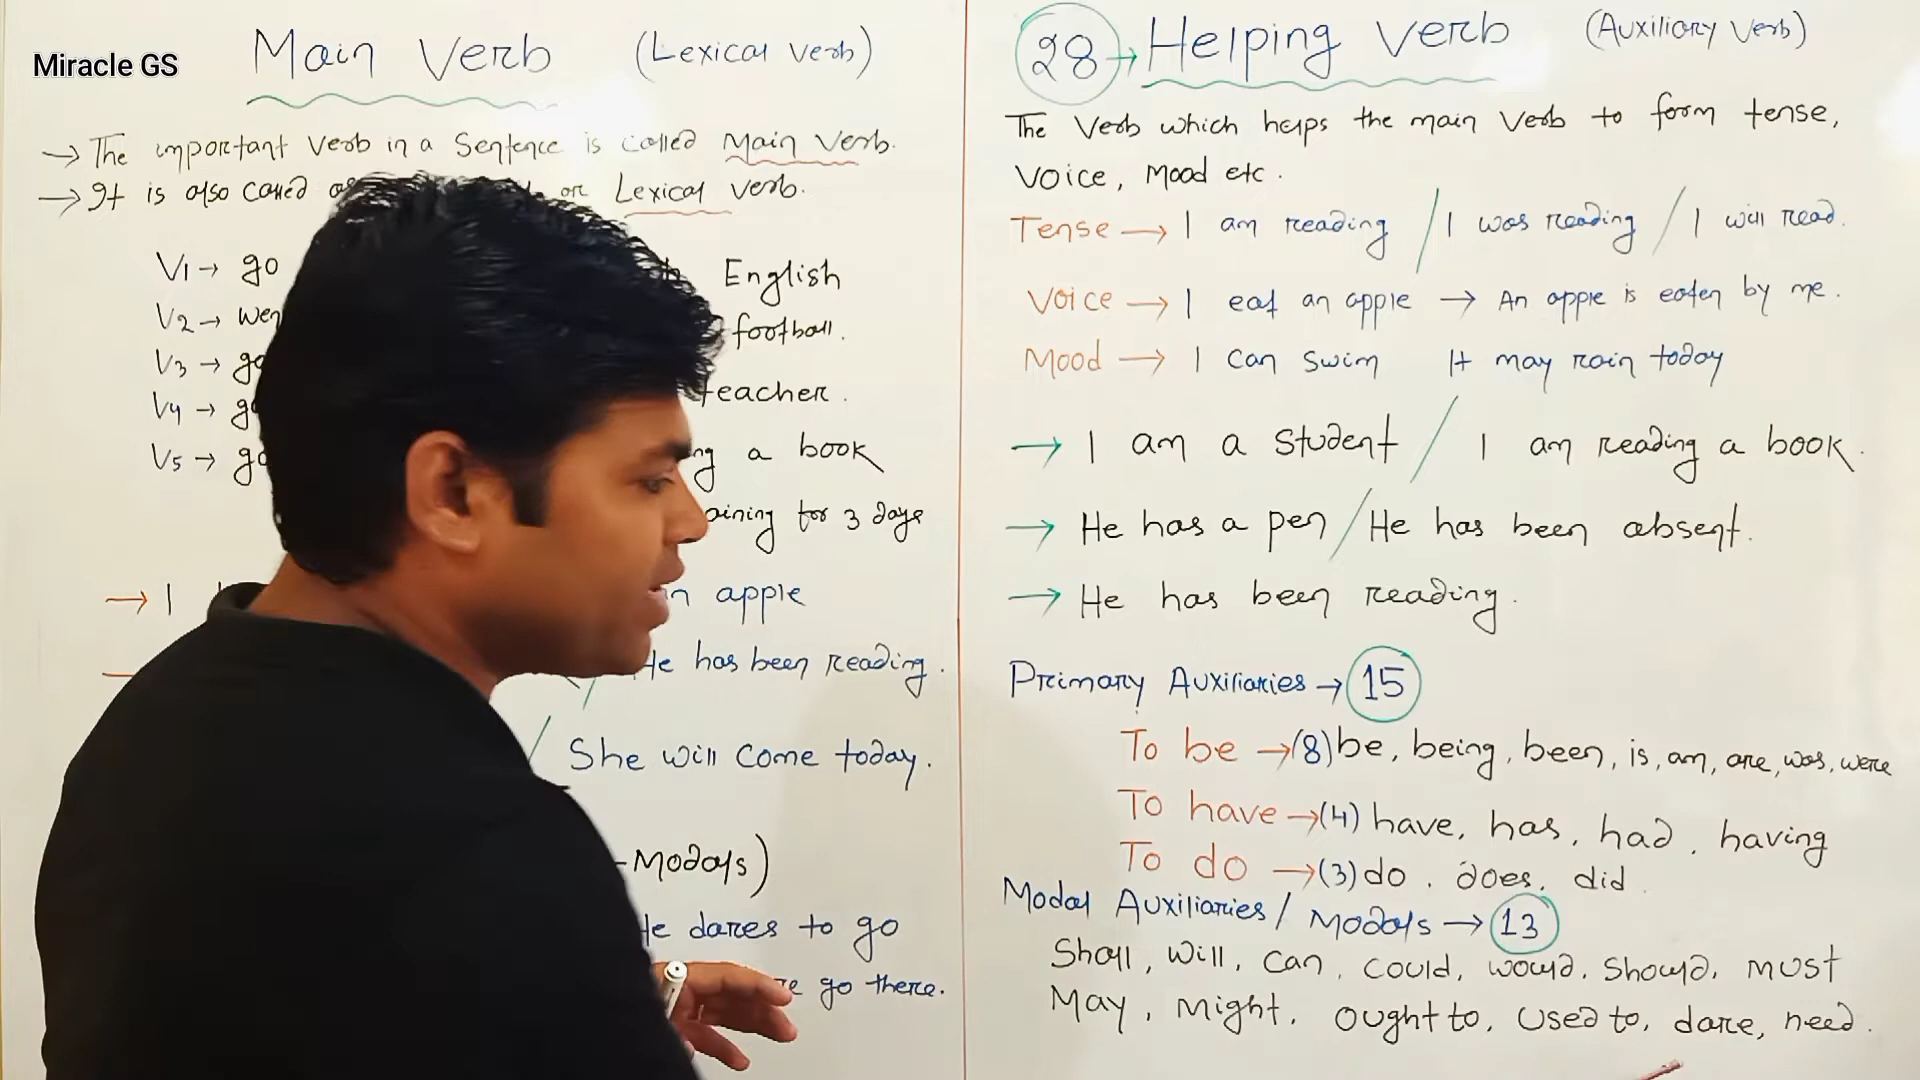 Miracle GS
Main Verb (Lexical Verb)
→ The important Verb in a Sentence is called Main Verb.
→ It is also called as or Lexical Verb.
V1 → go
V2 → wen
V3 → go
V4 → go
V5 → go
English
football.
teacher.
ng a book
aining for 3 days
→ I
n apple
He has been reading.
/ She will come today.
-Modals)
He dares to go
re go there.
28 → Helping Verb (Auxiliary Verb)
The Verb which helps the main Verb to form tense,
Voice, Mood etc.
Tense → I am reading / I was reading / I will read.
Voice → I eat an apple → An apple is eaten by me.
Mood → I can swim It may rain today
→ I am a Student / I am reading a book.
→ He has a pen / He has been absent.
→ He has been reading.
Primary Auxiliaries → 15
To be → (8) be, being, been, is, am, are, was, were
To have → (4) have, has, had, having
To do → (3) do, does, did
Modal Auxiliaries / Modals → 13
Shall, will, can, could, would, should, must
May, might, ought to, used to, dare, need.